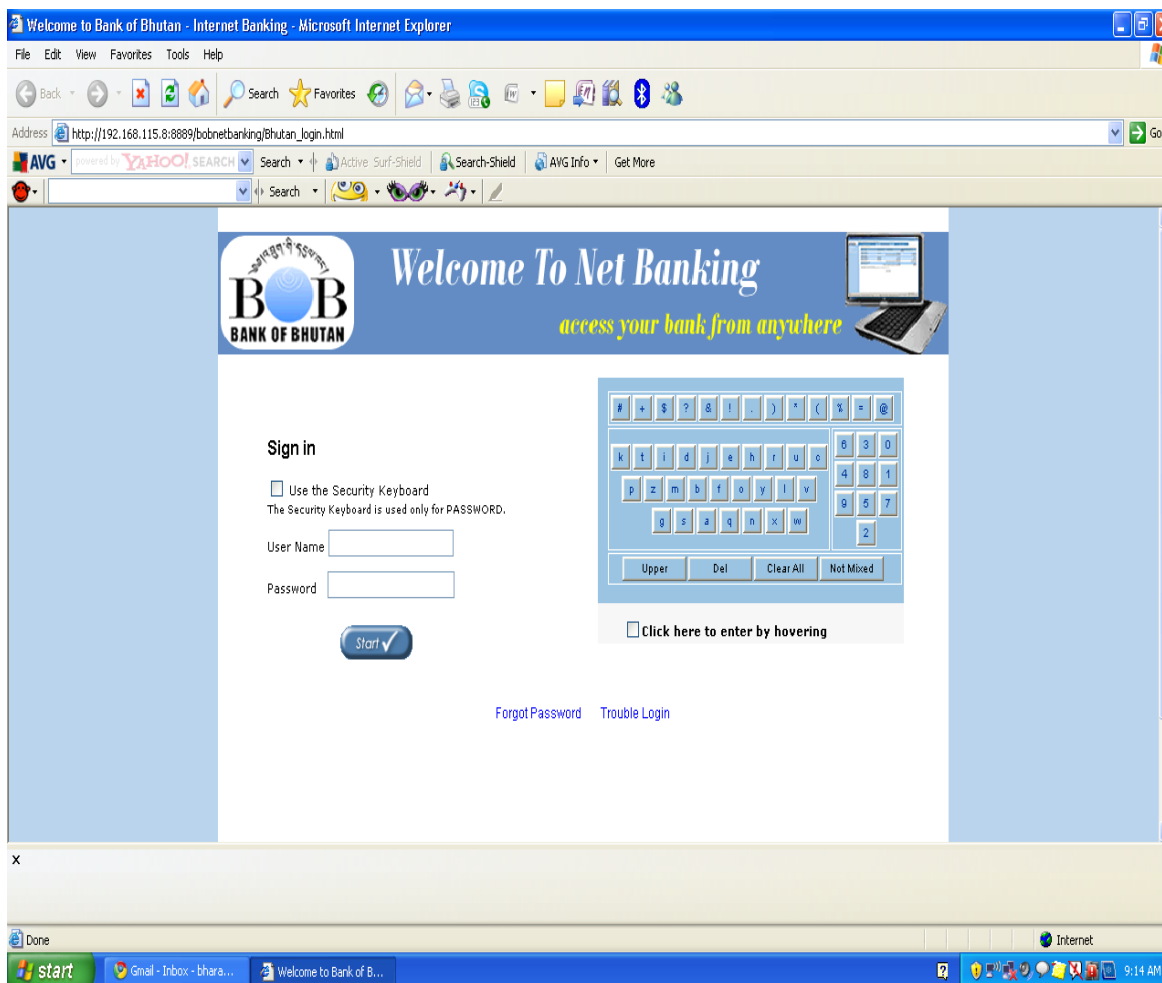 Welcome to Bank of Bhutan - Internet Banking - Microsoft Internet Explorer
File Edit View Favorites Tools Help
Back Search Favorites
Address http://192.168.115.8:8889/bobnetbanking/Bhutan_login.html Go
AVG powered by YAHOO! SEARCH Search Active Surf-Shield Search-Shield AVG Info Get More
Search
BOB
BANK OF BHUTAN
Welcome To Net Banking
access your bank from anywhere
# + $ ? & ! . ) * ( % = @
k t i d j e h r u c
p z m b f o y l v
g s a q n x w
6 3 0
4 8 1
9 5 7
2
Upper Del Clear All Not Mixed
Click here to enter by hovering
Sign in
Use the Security Keyboard
The Security Keyboard is used only for PASSWORD.
User Name
Password
Start
Forgot Password Trouble Login
x
Done Internet
start Gmail - Inbox - bhara... Welcome to Bank of B... 9:14 AM